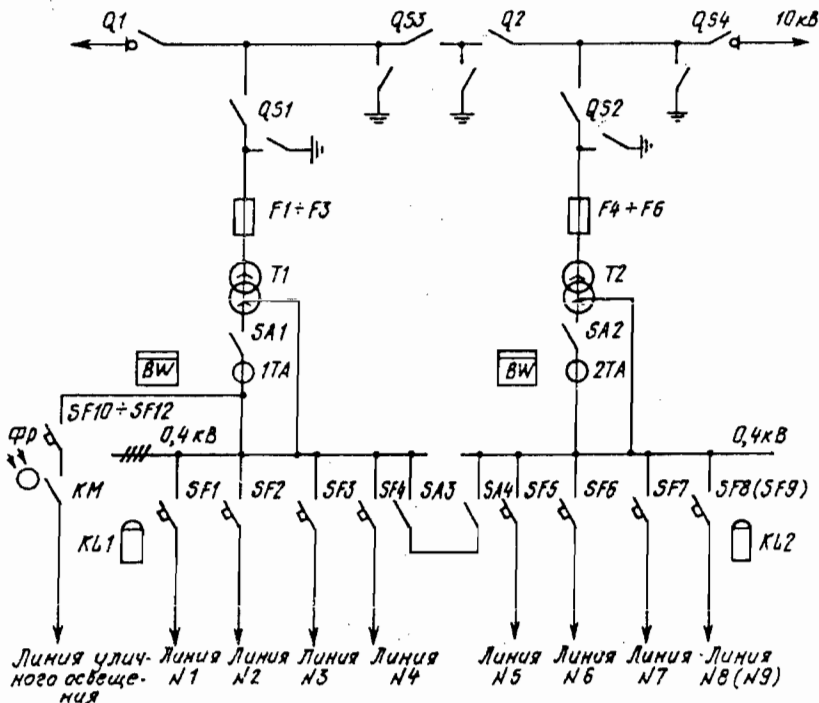 Q1
QS3
Q2
QS4
10кВ
QS1
QS2
F1÷F3
F4÷F6
T1
T2
SA1
SA2
BW
1TA
BW
2TA
SF10÷SF12
ФР
0,4кВ
0,4кВ
KM
SF1
SF2
SF3
SF4
SA3
SA4
SF5
SF6
SF7
SF8(SF9)
KL1
KL2
Линия улич-
ного освеще-
ния
Линия
N1
Линия
N2
Линия
N3
Линия
N4
Линия
N5
Линия
N6
Линия
N7
Линия
N8(N9)